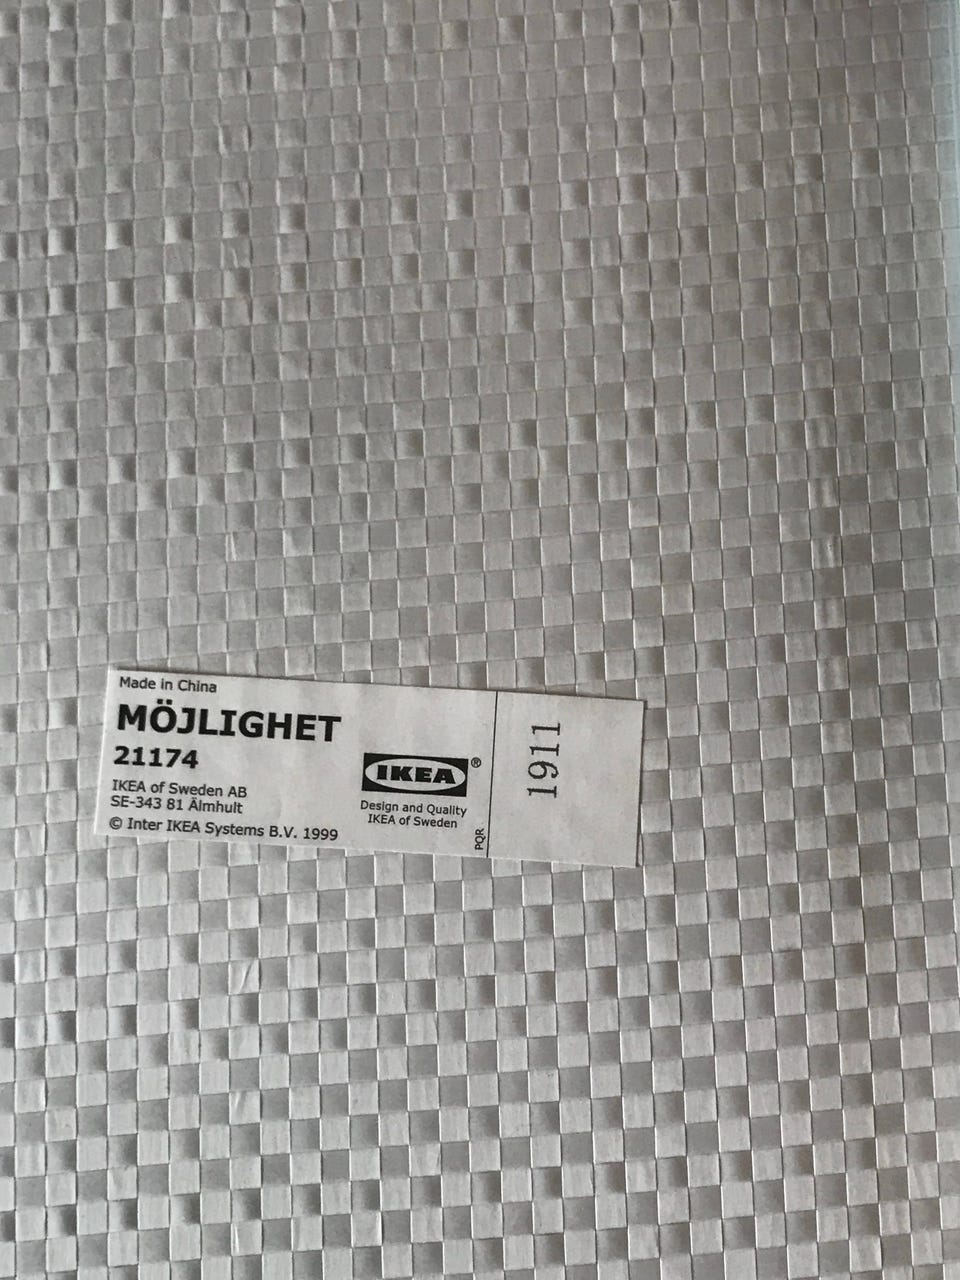 Made in China
MÖJLIGHET
21174
IKEA of Sweden AB
SE-343 81 Älmhult
© Inter IKEA Systems B.V. 1999
IKEA®
Design and Quality
IKEA of Sweden
PQR.
1911